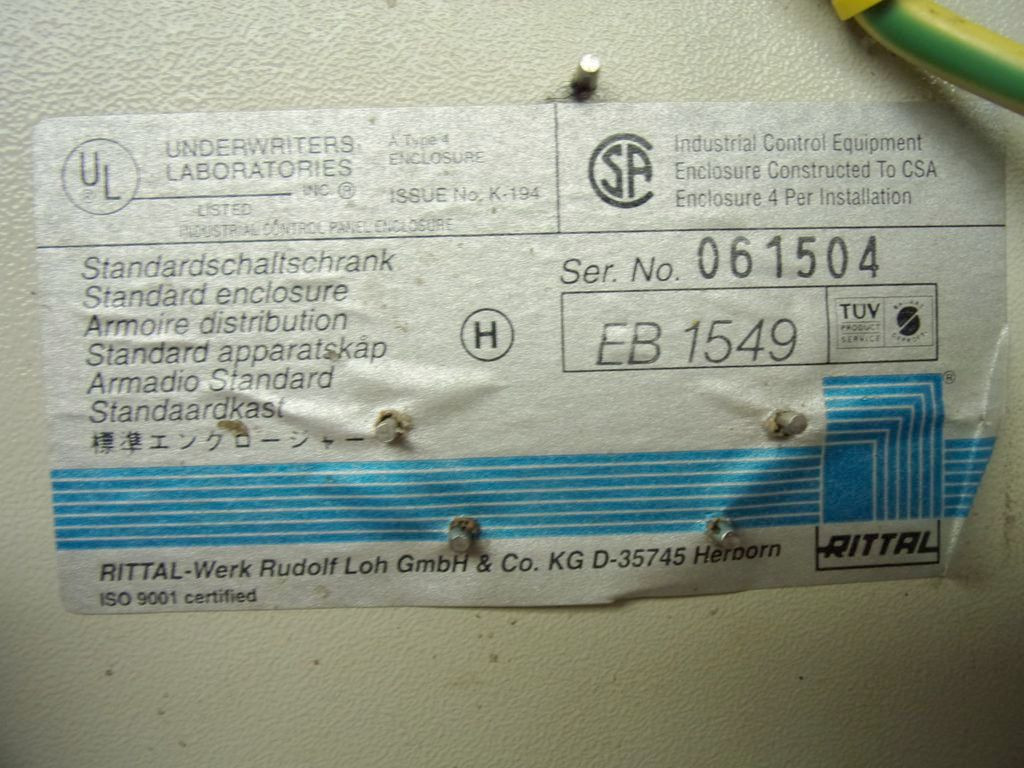 UL
UNDERWRITERS
LABORATORIES
INC.®
LISTED
INDUSTRIAL CONTROL PANEL ENCLOSURE
A Type 4
ENCLOSURE
ISSUE No. K-194
CSA
Industrial Control Equipment
Enclosure Constructed To CSA
Enclosure 4 Per Installation
Standardschaltschrank
Standard enclosure
Armoire distribution
Standard apparatskåp
Armadio Standard
Standaardkast
標準エンクロージャー
H
Ser. No. 061504
EB 1549
TUV
PRODUCT
SERVICE
®
RITTAL
RITTAL-Werk Rudolf Loh GmbH & Co. KG D-35745 Herborn
ISO 9001 certified